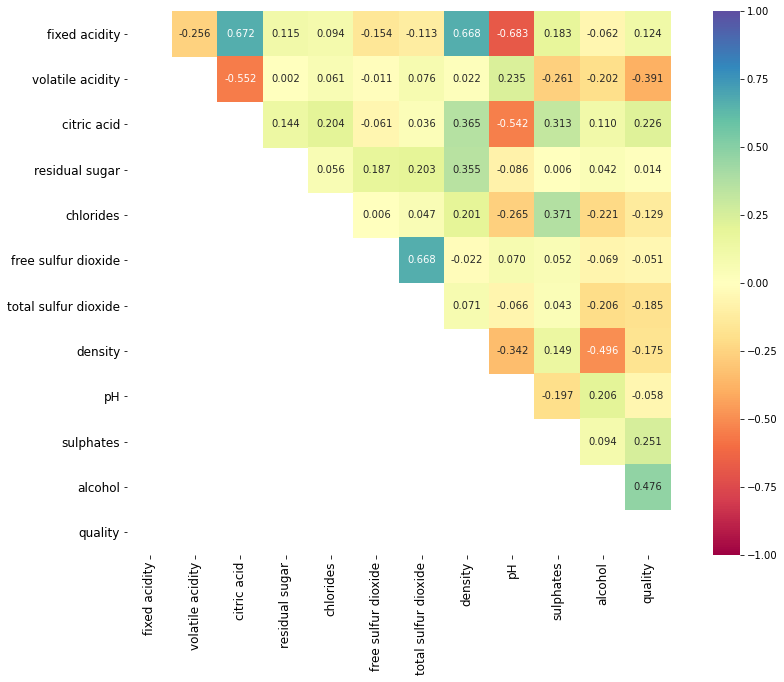 fixed acidity -0.256 0.672 0.115 0.094 -0.154 -0.113 0.668 -0.683 0.183 -0.062 0.124
volatile acidity -0.552 0.002 0.061 -0.011 0.076 0.022 0.235 -0.261 -0.202 -0.391
citric acid 0.144 0.204 -0.061 0.036 0.365 -0.542 0.313 0.110 0.226
residual sugar 0.056 0.187 0.203 0.355 -0.086 0.006 0.042 0.014
chlorides 0.006 0.047 0.201 -0.265 0.371 -0.221 -0.129
free sulfur dioxide 0.668 -0.022 0.070 0.052 -0.069 -0.051
total sulfur dioxide 0.071 -0.066 0.043 -0.206 -0.185
density -0.342 0.149 -0.496 -0.175
pH -0.197 0.206 -0.058
sulphates 0.094 0.251
alcohol 0.476
quality
fixed acidity
volatile acidity
citric acid
residual sugar
chlorides
free sulfur dioxide
total sulfur dioxide
density
pH
sulphates
alcohol
quality
1.00
0.75
0.50
0.25
0.00
−0.25
−0.50
−0.75
−1.00